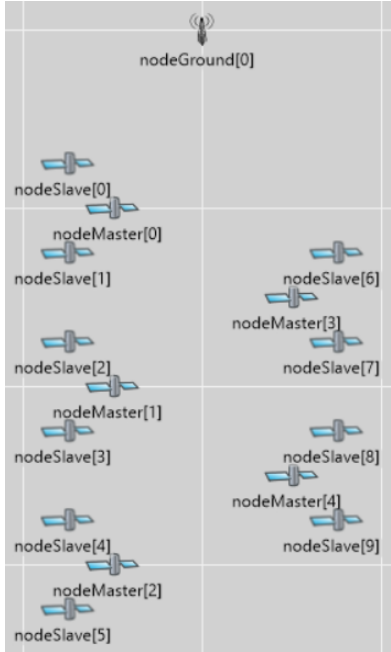 nodeGround[0]
nodeSlave[0]
nodeMaster[0]
nodeSlave[1]
nodeSlave[6]
nodeMaster[3]
nodeSlave[2]
nodeSlave[7]
nodeMaster[1]
nodeSlave[3]
nodeSlave[8]
nodeMaster[4]
nodeSlave[4]
nodeSlave[9]
nodeMaster[2]
nodeSlave[5]